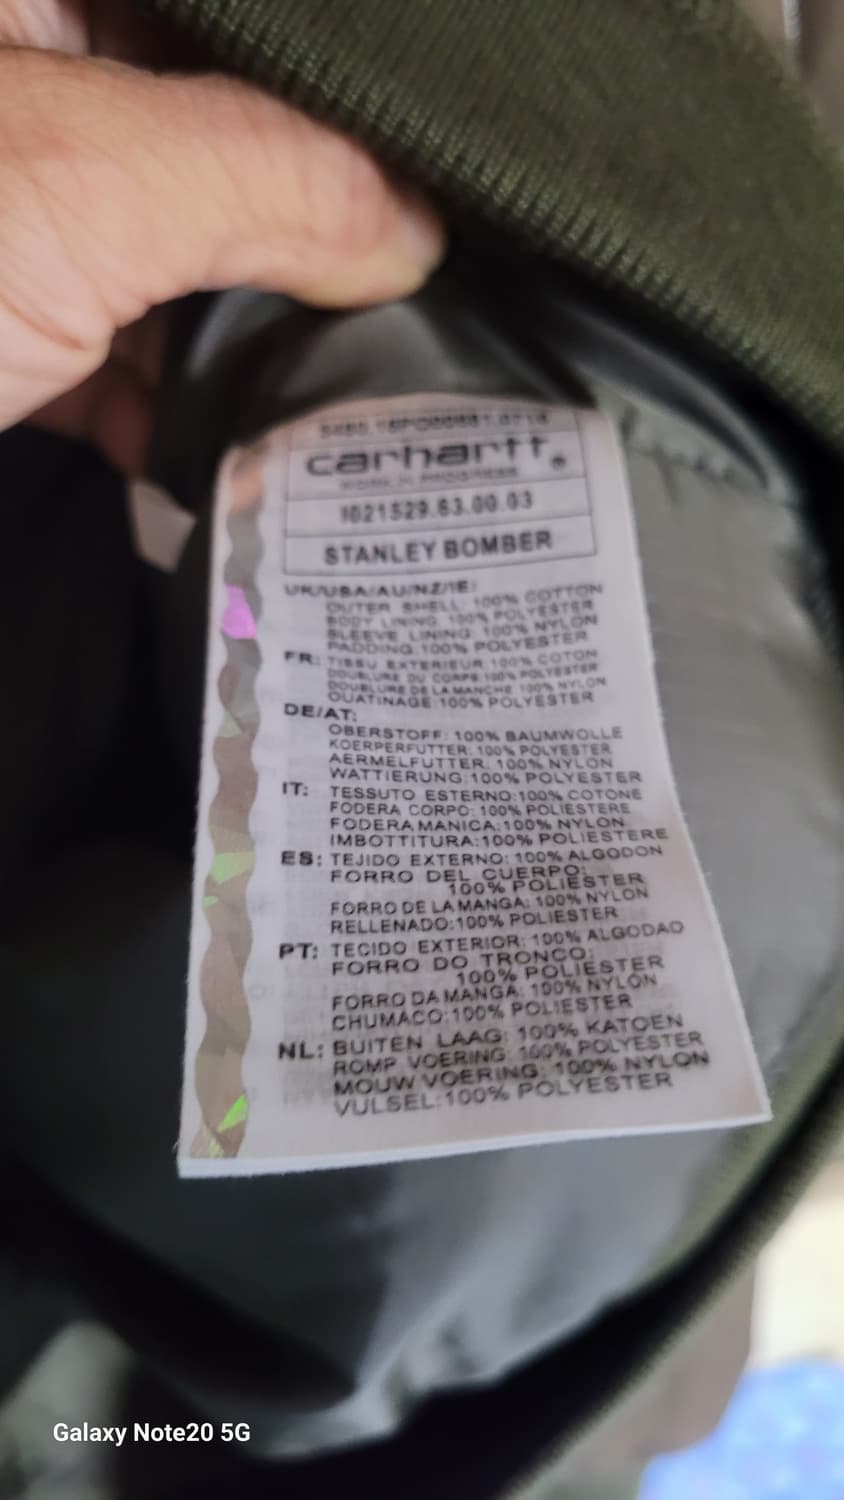 carhartt
WORK IN PROGRESS
I021529.63.00.03
STANLEY BOMBER
UK/USA/AU/NZ/IE:
OUTER SHELL: 100% COTTON
BODY LINING: 100% POLYESTER
SLEEVE LINING: 100% NYLON
PADDING:100% POLYESTER
FR: TISSU EXTERIEUR:100% COTON
DOUBLURE DU CORPS:100% POLYESTER
DOUBLURE DE LA MANCHE:100% NYLON
OUATINAGE:100% POLYESTER
DE/AT:
OBERSTOFF: 100% BAUMWOLLE
KOERPERFUTTER: 100% POLYESTER
AERMELFUTTER: 100% NYLON
WATTIERUNG:100% POLYESTER
IT: TESSUTO ESTERNO:100% COTONE
FODERA CORPO: 100% POLIESTERE
FODERA MANICA:100% NYLON
IMBOTTITURA:100% POLIESTERE
ES: TEJIDO EXTERNO: 100% ALGODON
FORRO DEL CUERPO:
100% POLIESTER
FORRO DE LA MANGA: 100% NYLON
RELLENADO:100% POLIESTER
PT: TECIDO EXTERIOR: 100% ALGODAO
FORRO DO TRONCO:
100% POLIESTER
FORRO DA MANGA: 100% NYLON
CHUMACO:100% POLIESTER
NL: BUITEN LAAG: 100% KATOEN
ROMP VOERING: 100% POLYESTER
MOUW VOERING: 100% NYLON
VULSEL:100% POLYESTER
Galaxy Note20 5G